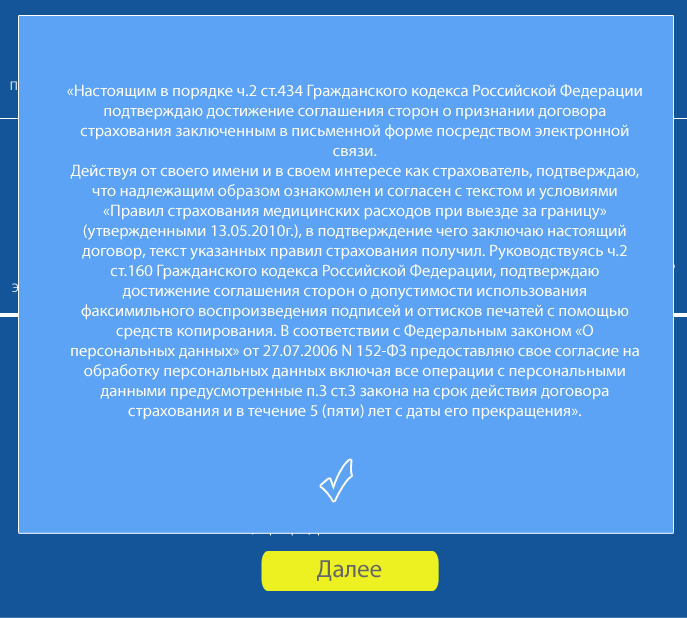 «Настоящим в порядке ч.2 ст.434 Гражданского кодекса Российской Федерации
подтверждаю достижение соглашения сторон о признании договора
страхования заключенным в письменной форме посредством электронной
связи.
Действуя от своего имени и в своем интересе как страхователь, подтверждаю,
что надлежащим образом ознакомлен и согласен с текстом и условиями
«Правил страхования медицинских расходов при выезде за границу»
(утвержденными 13.05.2010г.), в подтверждение чего заключаю настоящий
договор, текст указанных правил страхования получил. Руководствуясь ч.2
ст.160 Гражданского кодекса Российской Федерации, подтверждаю
достижение соглашения сторон о допустимости использования
факсимильного воспроизведения подписей и оттисков печатей с помощью
средств копирования. В соответствии с Федеральным законом «О
персональных данных» от 27.07.2006 N 152-ФЗ предоставляю свое согласие на
обработку персональных данных включая все операции с персональными
данными предусмотренные п.3 ст.3 закона на срок действия договора
страхования и в течение 5 (пяти) лет с даты его прекращения».
Далее